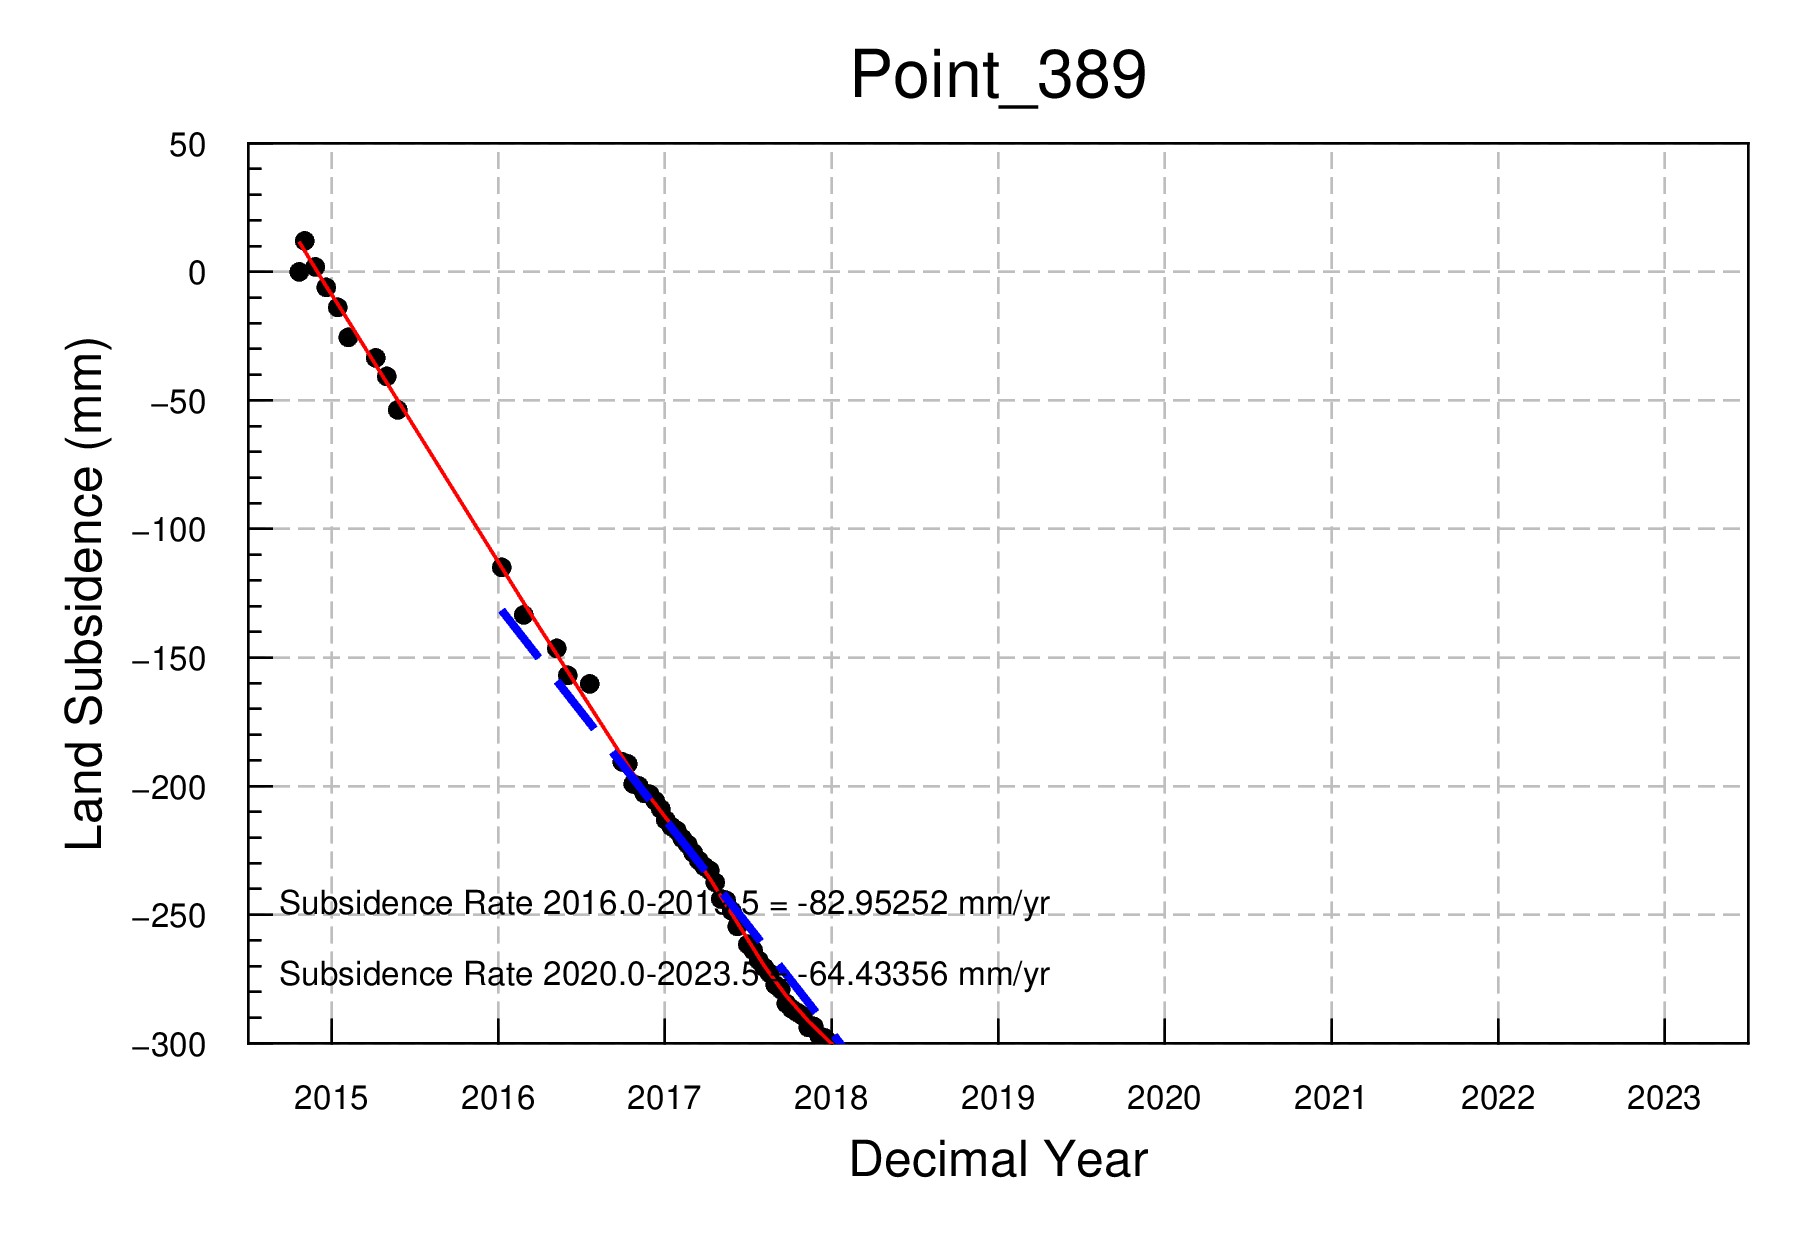 Point_389
50
0
−50
−100
−150
−200
−250
−300
Land Subsidence (mm)
Subsidence Rate 2016.0-201 .5 = -82.95252 mm/yr
Subsidence Rate 2020.0-2023.5 -64.43356 mm/yr
2015 2016 2017 2018 2019 2020 2021 2022 2023
Decimal Year